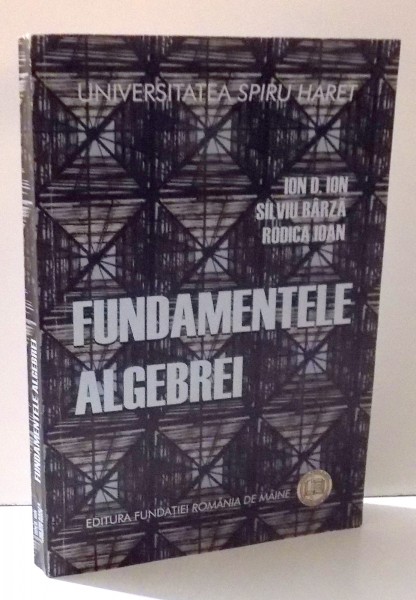 UNIVERSITATEA SPIRU HARET
ION D. ION
SILVIU BÂRZĂ
RODICA IOAN
FUNDAMENTELE
ALGEBREI
EDITURA FUNDAȚIEI ROMÂNIA DE MÂINE
FUNDAMENTELE ALGEBREI